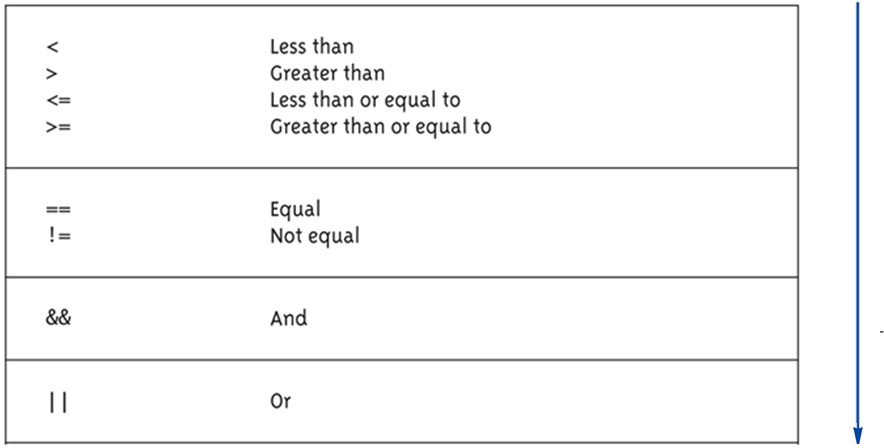 < Less than
> Greater than
<= Less than or equal to
>= Greater than or equal to
== Equal
!= Not equal
&& And
|| Or